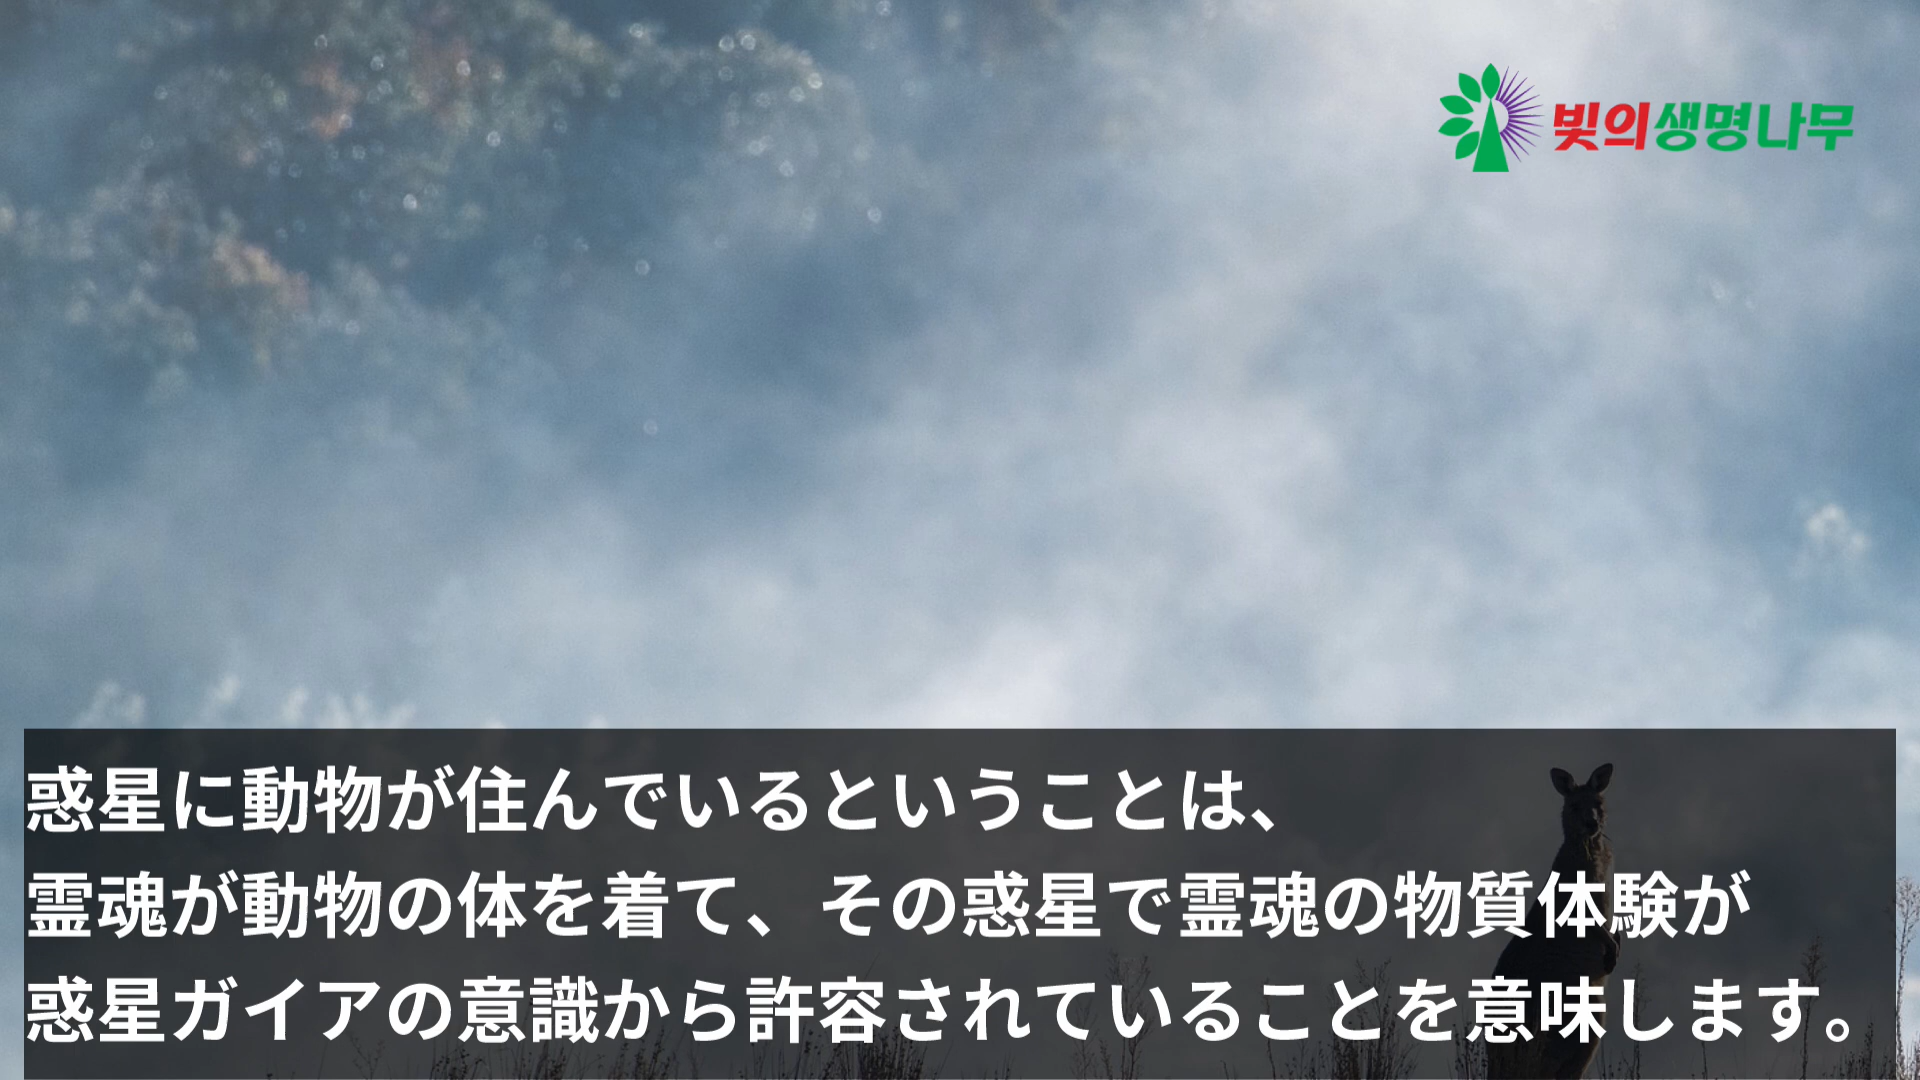 빛의생명나무
惑星に動物が住んでいるということは、
霊魂が動物の体を着て、その惑星で霊魂の物質体験が
惑星ガイアの意識から許容されていることを意味します。